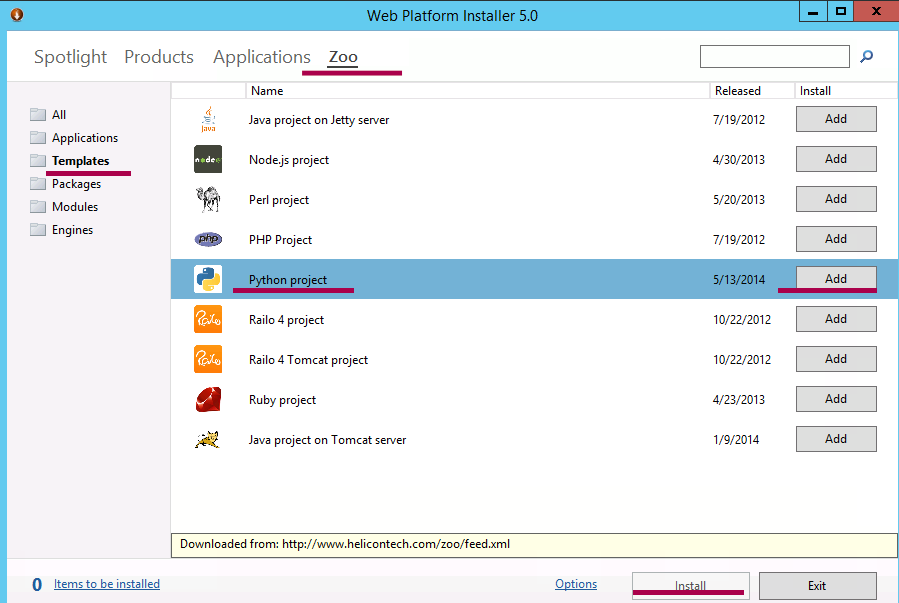 Web Platform Installer 5.0
Spotlight Products Applications Zoo
Name Released Install
All
Applications
Templates
Packages
Modules
Engines
Java
Java project on Jetty server 7/19/2012 Add
node
Node.js project 4/30/2013 Add
Perl project 5/20/2013 Add
php
PHP Project 7/19/2012 Add
Python project 5/13/2014 Add
Railo
Railo 4 project 10/22/2012 Add
Railo
Railo 4 Tomcat project 10/22/2012 Add
Ruby project 4/23/2013 Add
Java project on Tomcat server 1/9/2014 Add
Downloaded from: http://www.helicontech.com/zoo/feed.xml
0 Items to be installed Options Install Exit